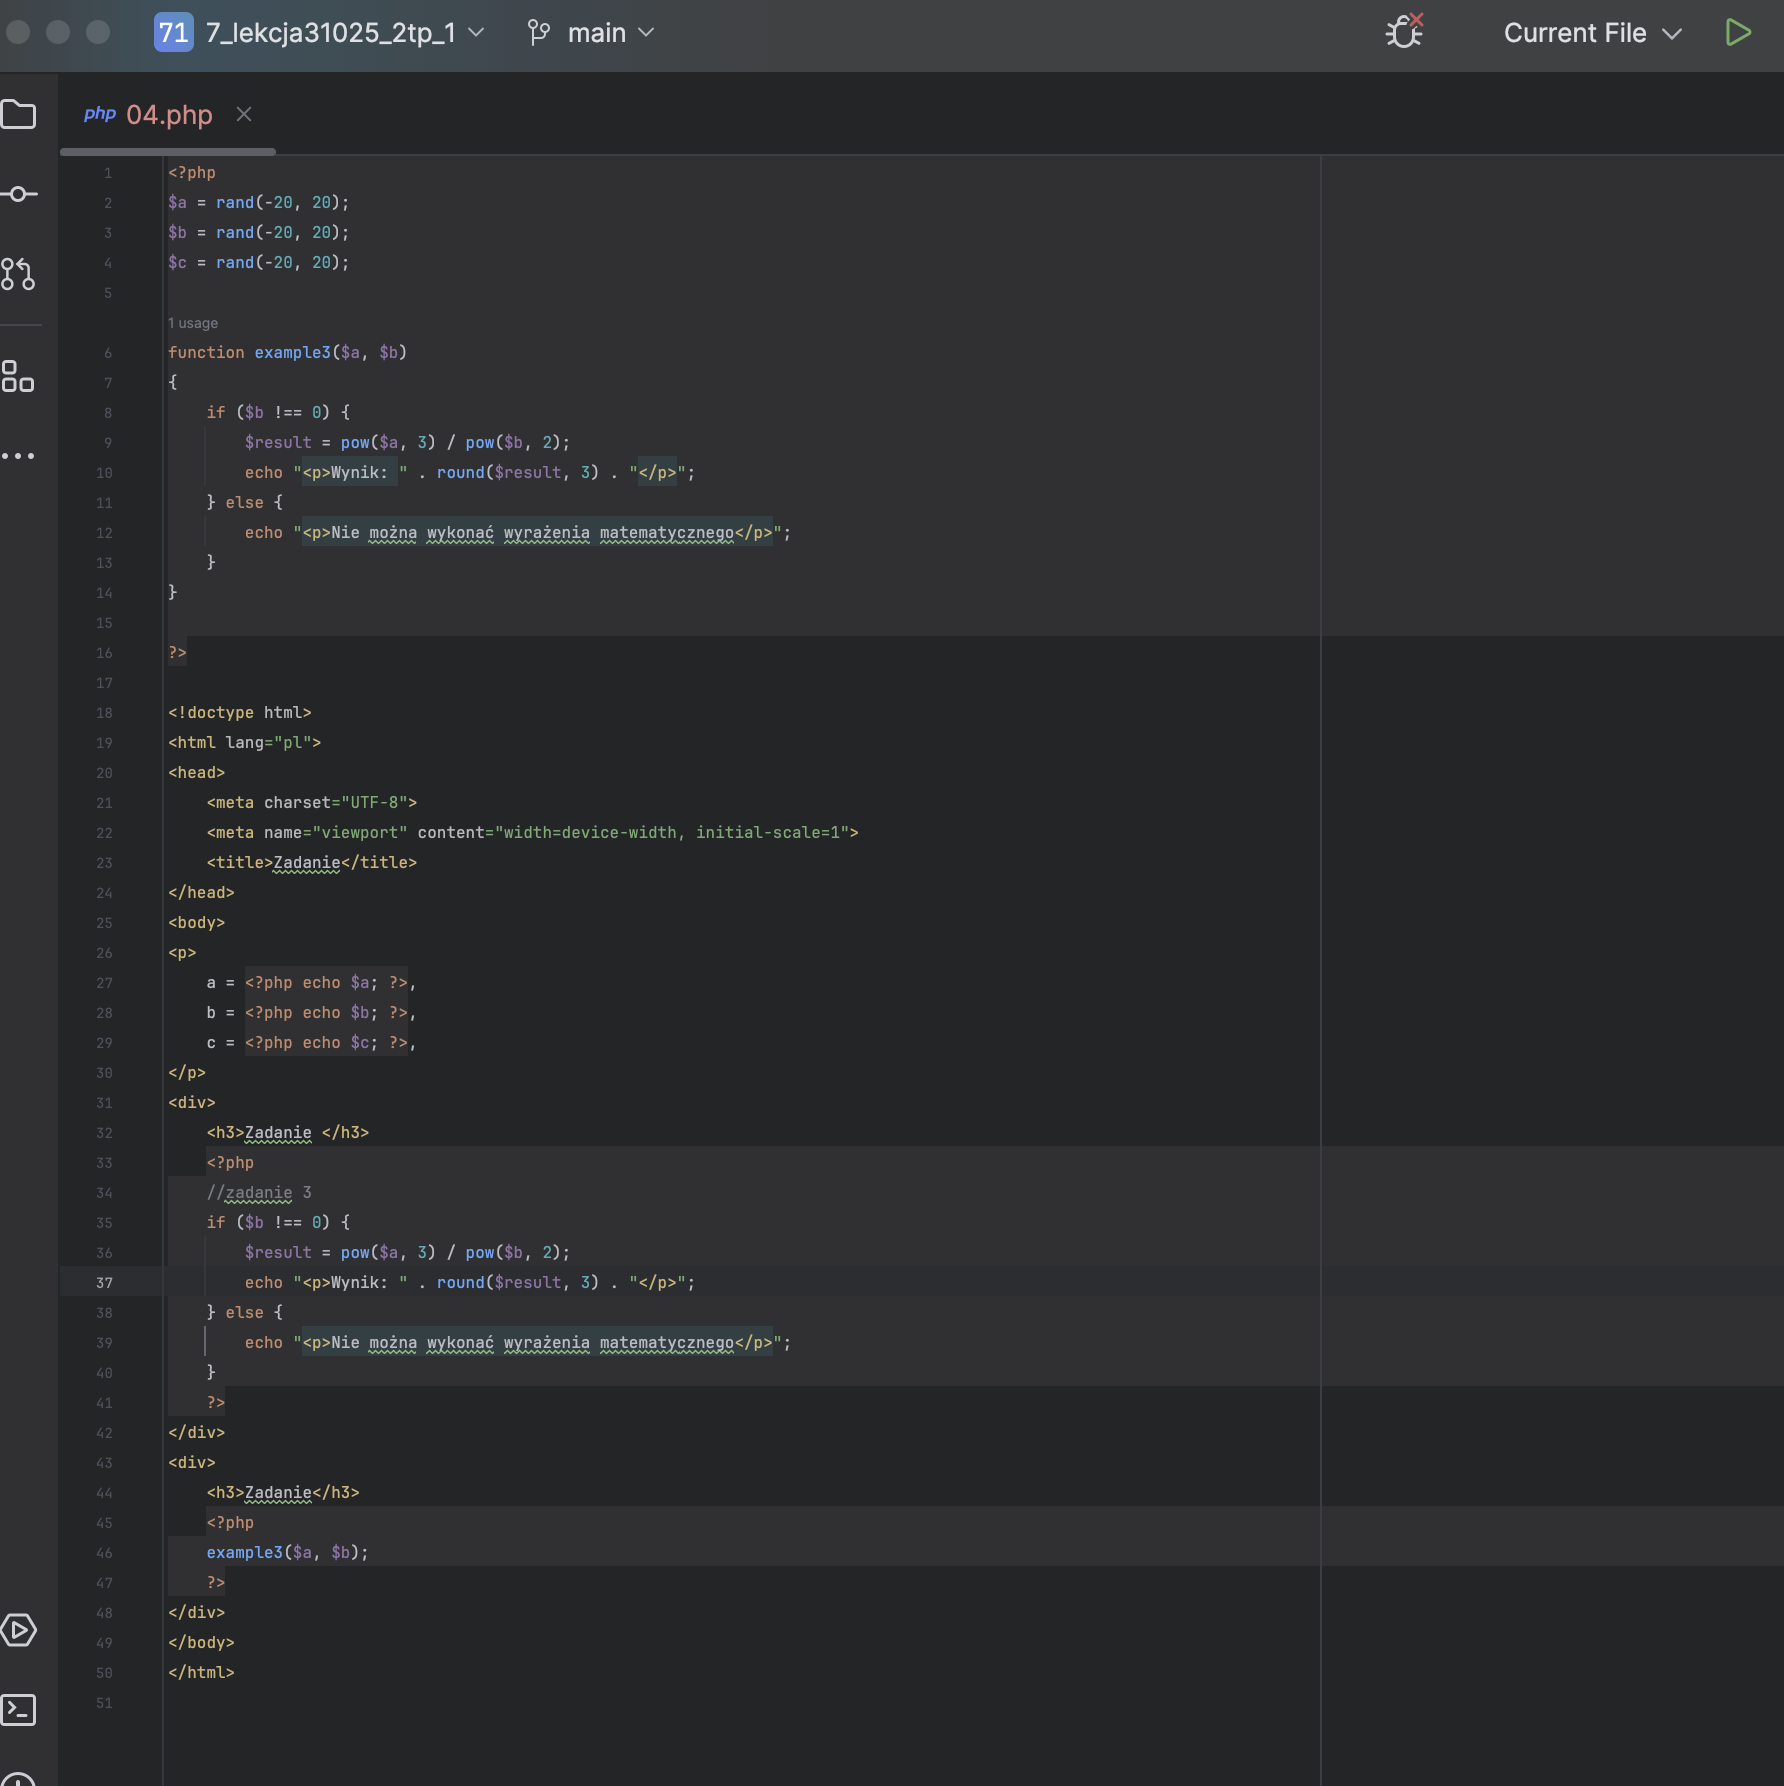 71 7_lekcja31025_2tp_1 main Current File
php 04.php
1 <?php
2 $a = rand(-20, 20);
3 $b = rand(-20, 20);
4 $c = rand(-20, 20);
5
1 usage
6 function example3($a, $b)
7 {
8     if ($b !== 0) {
9         $result = pow($a, 3) / pow($b, 2);
10         echo "<p>Wynik: " . round($result, 3) . "</p>";
11     } else {
12         echo "<p>Nie można wykonać wyrażenia matematycznego</p>";
13     }
14 }
15
16 ?>
17
18 <!doctype html>
19 <html lang="pl">
20 <head>
21     <meta charset="UTF-8">
22     <meta name="viewport" content="width=device-width, initial-scale=1">
23     <title>Zadanie</title>
24 </head>
25 <body>
26 <p>
27     a = <?php echo $a; ?>,
28     b = <?php echo $b; ?>,
29     c = <?php echo $c; ?>,
30 </p>
31 <div>
32     <h3>Zadanie </h3>
33     <?php
34     //zadanie 3
35     if ($b !== 0) {
36         $result = pow($a, 3) / pow($b, 2);
37         echo "<p>Wynik: " . round($result, 3) . "</p>";
38     } else {
39         echo "<p>Nie można wykonać wyrażenia matematycznego</p>";
40     }
41     ?>
42 </div>
43 <div>
44     <h3>Zadanie</h3>
45     <?php
46     example3($a, $b);
47     ?>
48 </div>
49 </body>
50 </html>
51